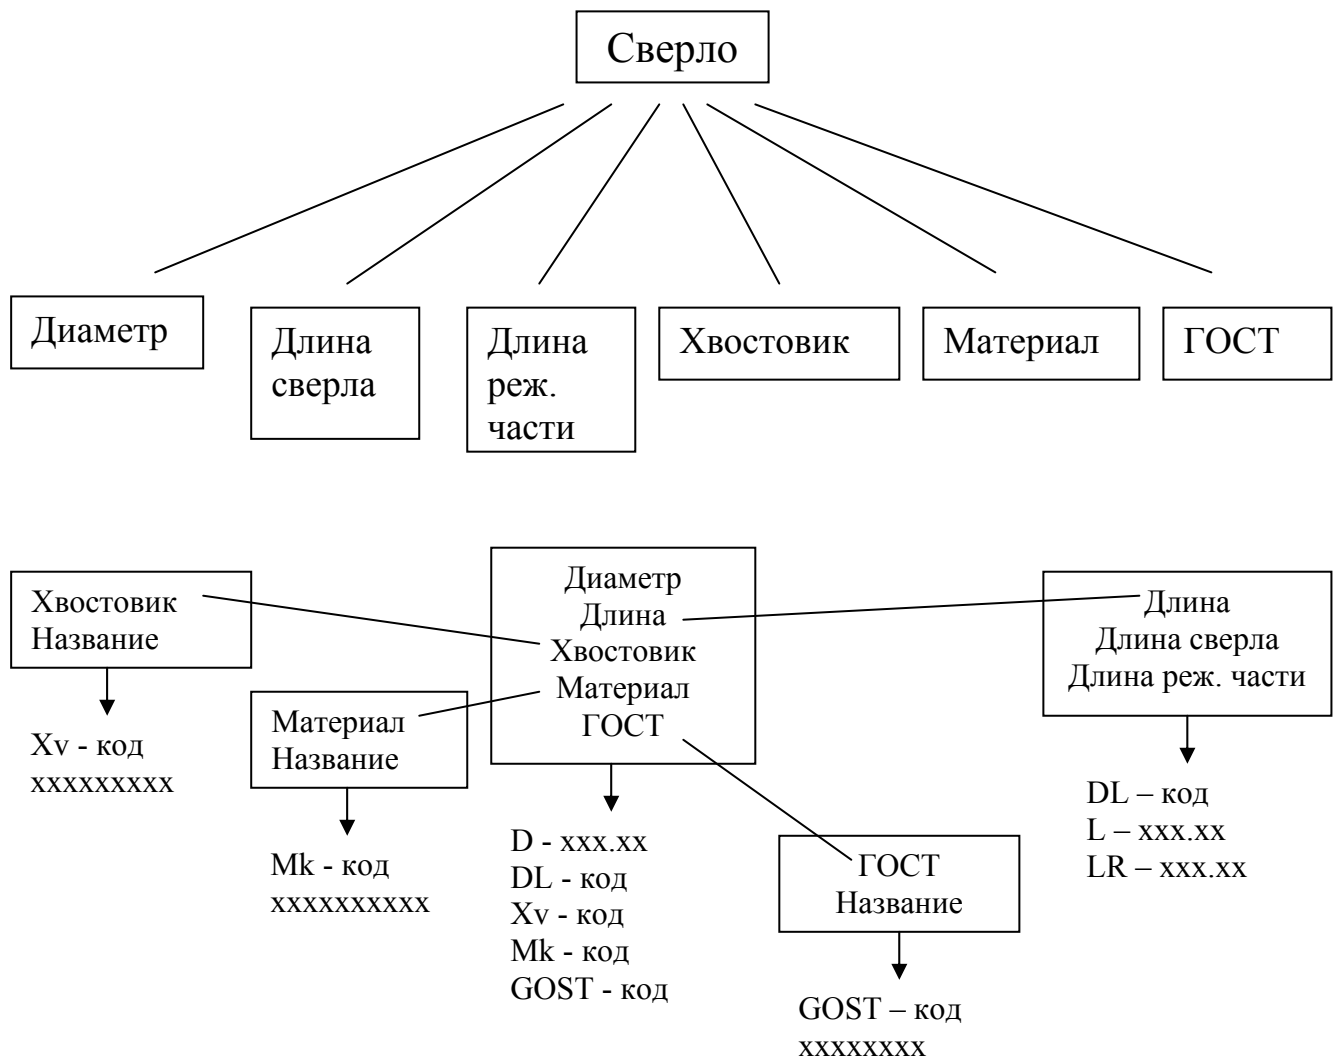 Сверло
Диаметр
Длина
сверла
Длина
реж.
части
Хвостовик
Материал
ГОСТ
Хвостовик
Название
Xv - код
xxxxxxxxx
Материал
Название
Mk - код
xxxxxxxxxx
Диаметр
Длина
Хвостовик
Материал
ГОСТ
D - xxx.xx
DL - код
Xv - код
Mk - код
GOST - код
ГОСТ
Название
GOST – код
xxxxxxxx
Длина
Длина сверла
Длина реж. части
DL – код
L – xxx.xx
LR – xxx.xx